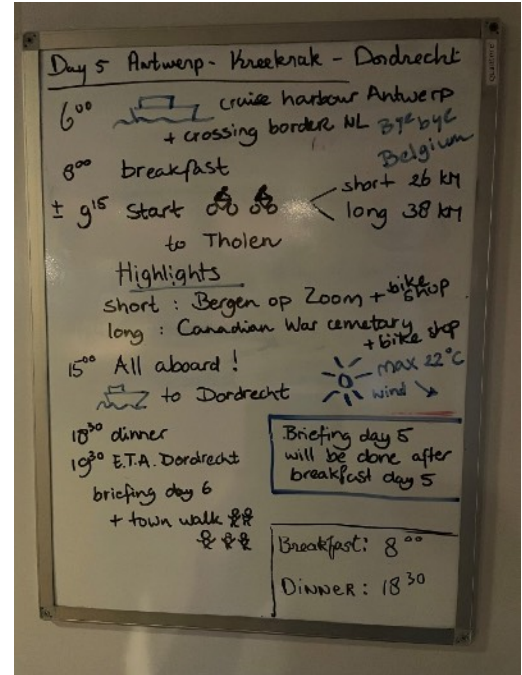 Day 5 Antwerp - Kreekrak - Dordrecht
6⁰⁰ cruise harbour Antwerp
+ crossing border NL Bye bye
Belgium
8⁰⁰ breakfast
± 9¹⁵ start short 26 km
long 38 km
to Tholen
Highlights
short : Bergen op Zoom + bike shop
long : Canadian War cemetary
+ bike shop
15⁰⁰ All aboard !
to Dordrecht
max 22°C
wind
18³⁰ dinner
19³⁰ E.T.A. Dordrecht
briefing day 6
+ town walk
Briefing day 5
will be done after
breakfast day 5
Breakfast: 8⁰⁰
DINNER: 18³⁰